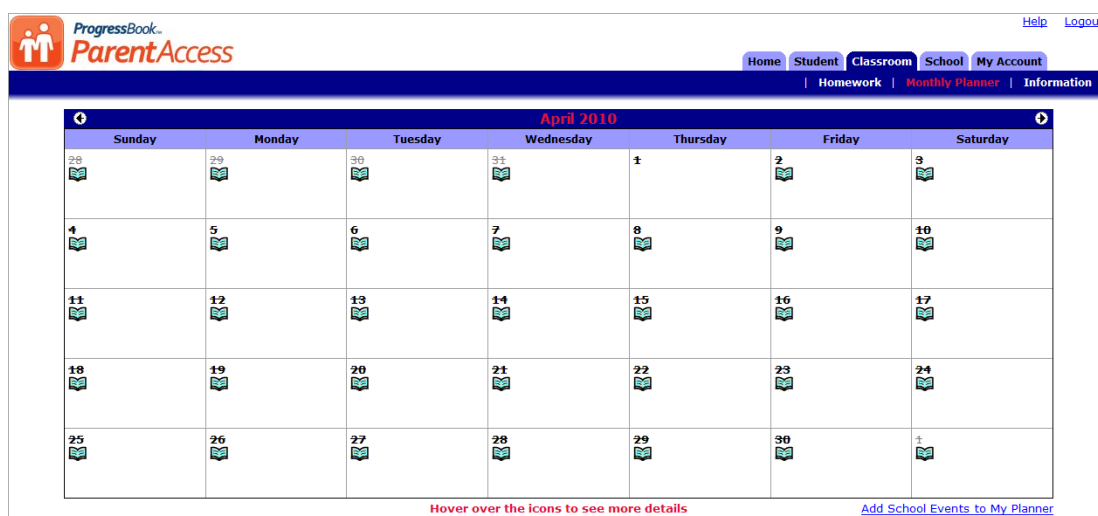 Help Logou
ProgressBook
ParentAccess
Home Student Classroom School My Account
| Homework | Monthly Planner | Information
April 2010
Sunday Monday Tuesday Wednesday Thursday Friday Saturday
28 29 30 31 1 2 3
4 5 6 7 8 9 10
11 12 13 14 15 16 17
18 19 20 21 22 23 24
25 26 27 28 29 30 1
Hover over the icons to see more details Add School Events to My Planner